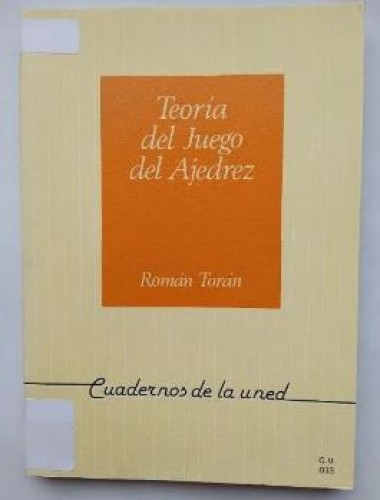 Teoría
del Juego
del Ajedrez
Román Torán
Cuadernos de la uned
C.U
033